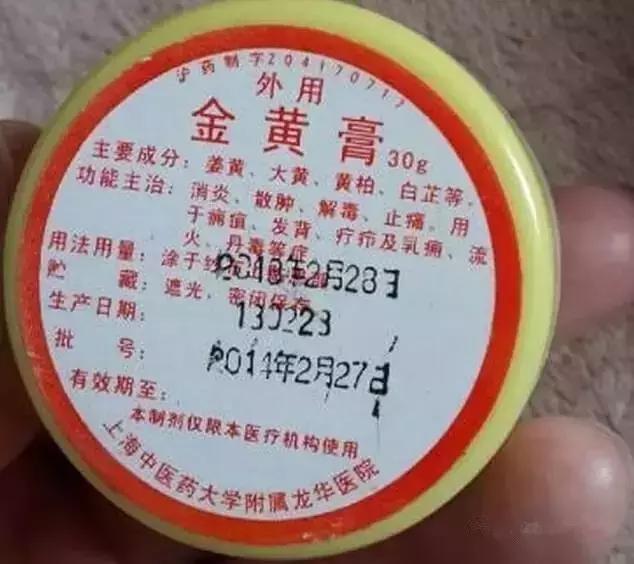 沪药制字204170717
外用
金黄膏30g
主要成分：姜黄、大黄、黄柏、白芷等。
功能主治：消炎、散肿、解毒、止痛。用
于痈疽、发背、疔疖及乳痈、流
火、丹毒等症
用法用量：涂于
贮 藏：遮光，密闭保存
生产日期：2013年2月28日
批 号：130228
有效期至：2014年2月27日
本制剂仅限本医疗机构使用
上海中医药大学附属龙华医院